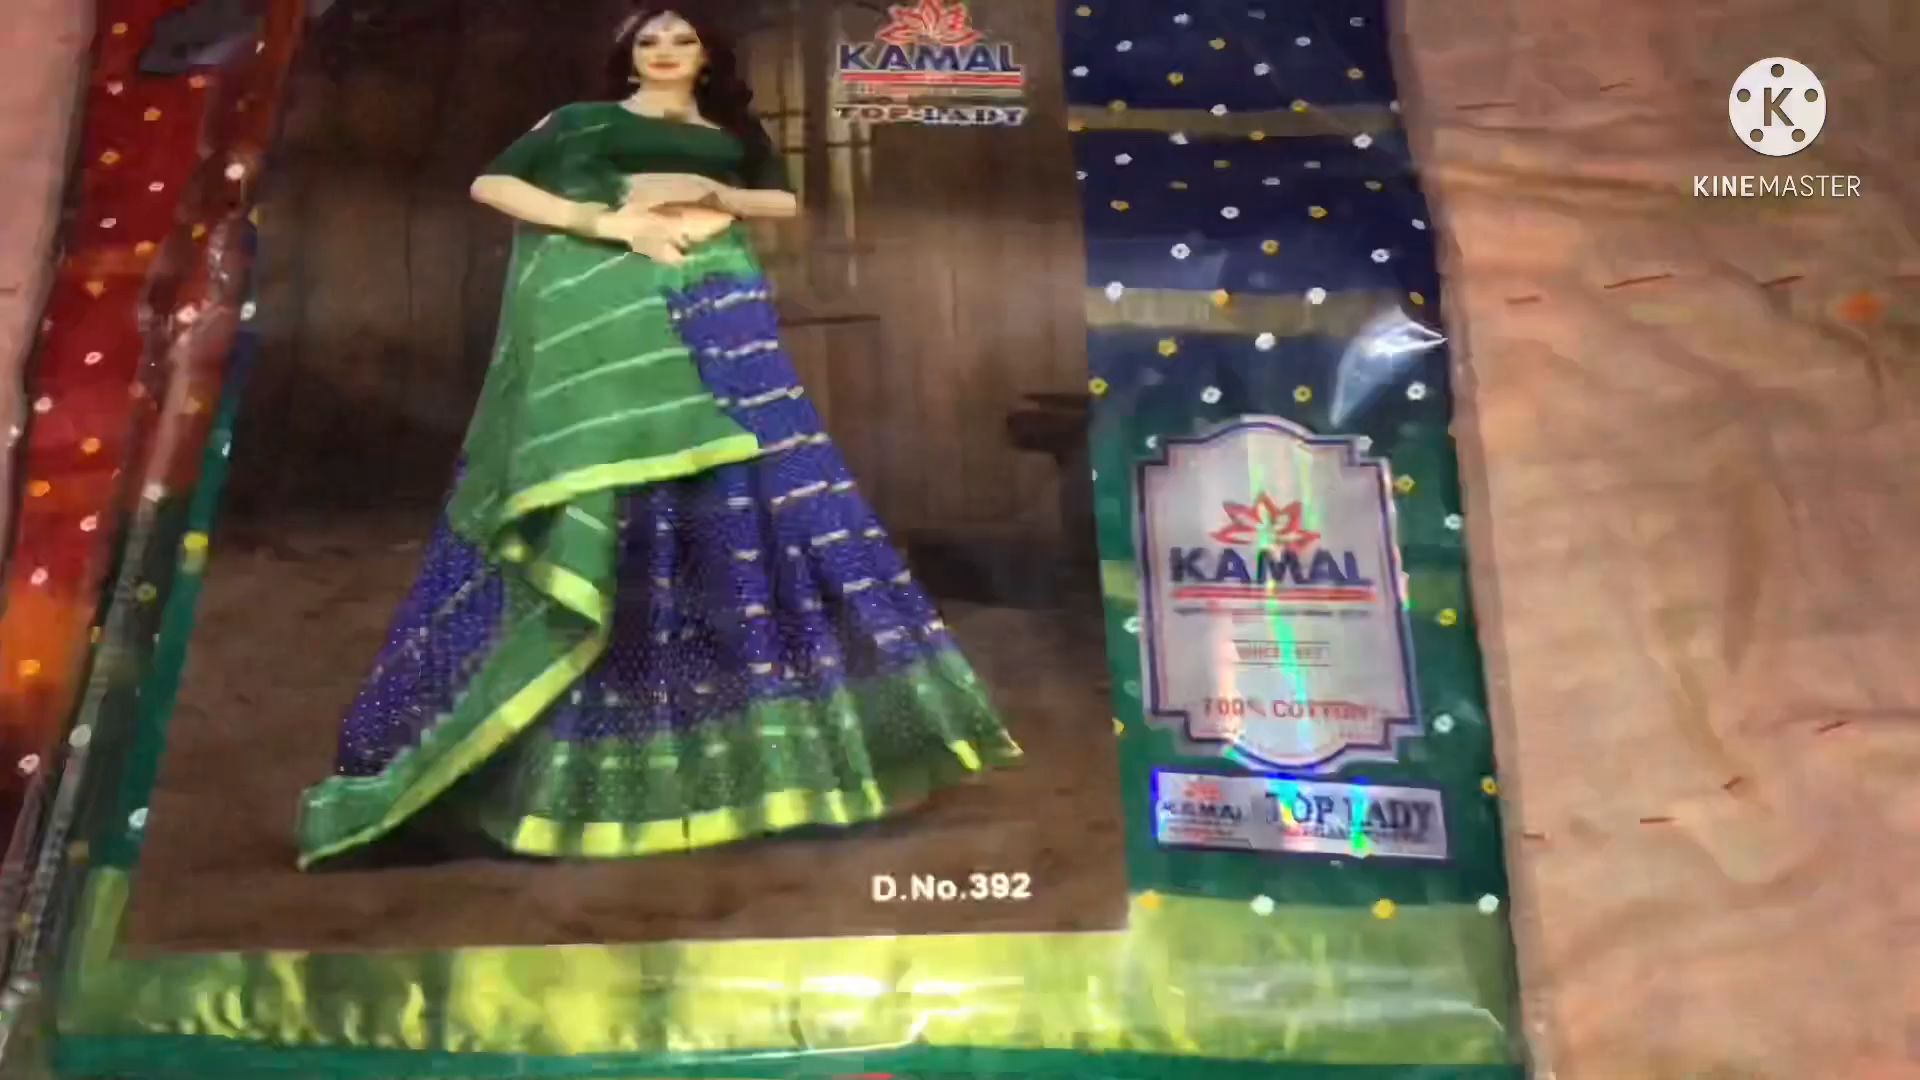 KAMAL
TOP-LADY
KINEMASTER
KAMAL
100% COTTON
KAMAL TOP LADY
D.No.392